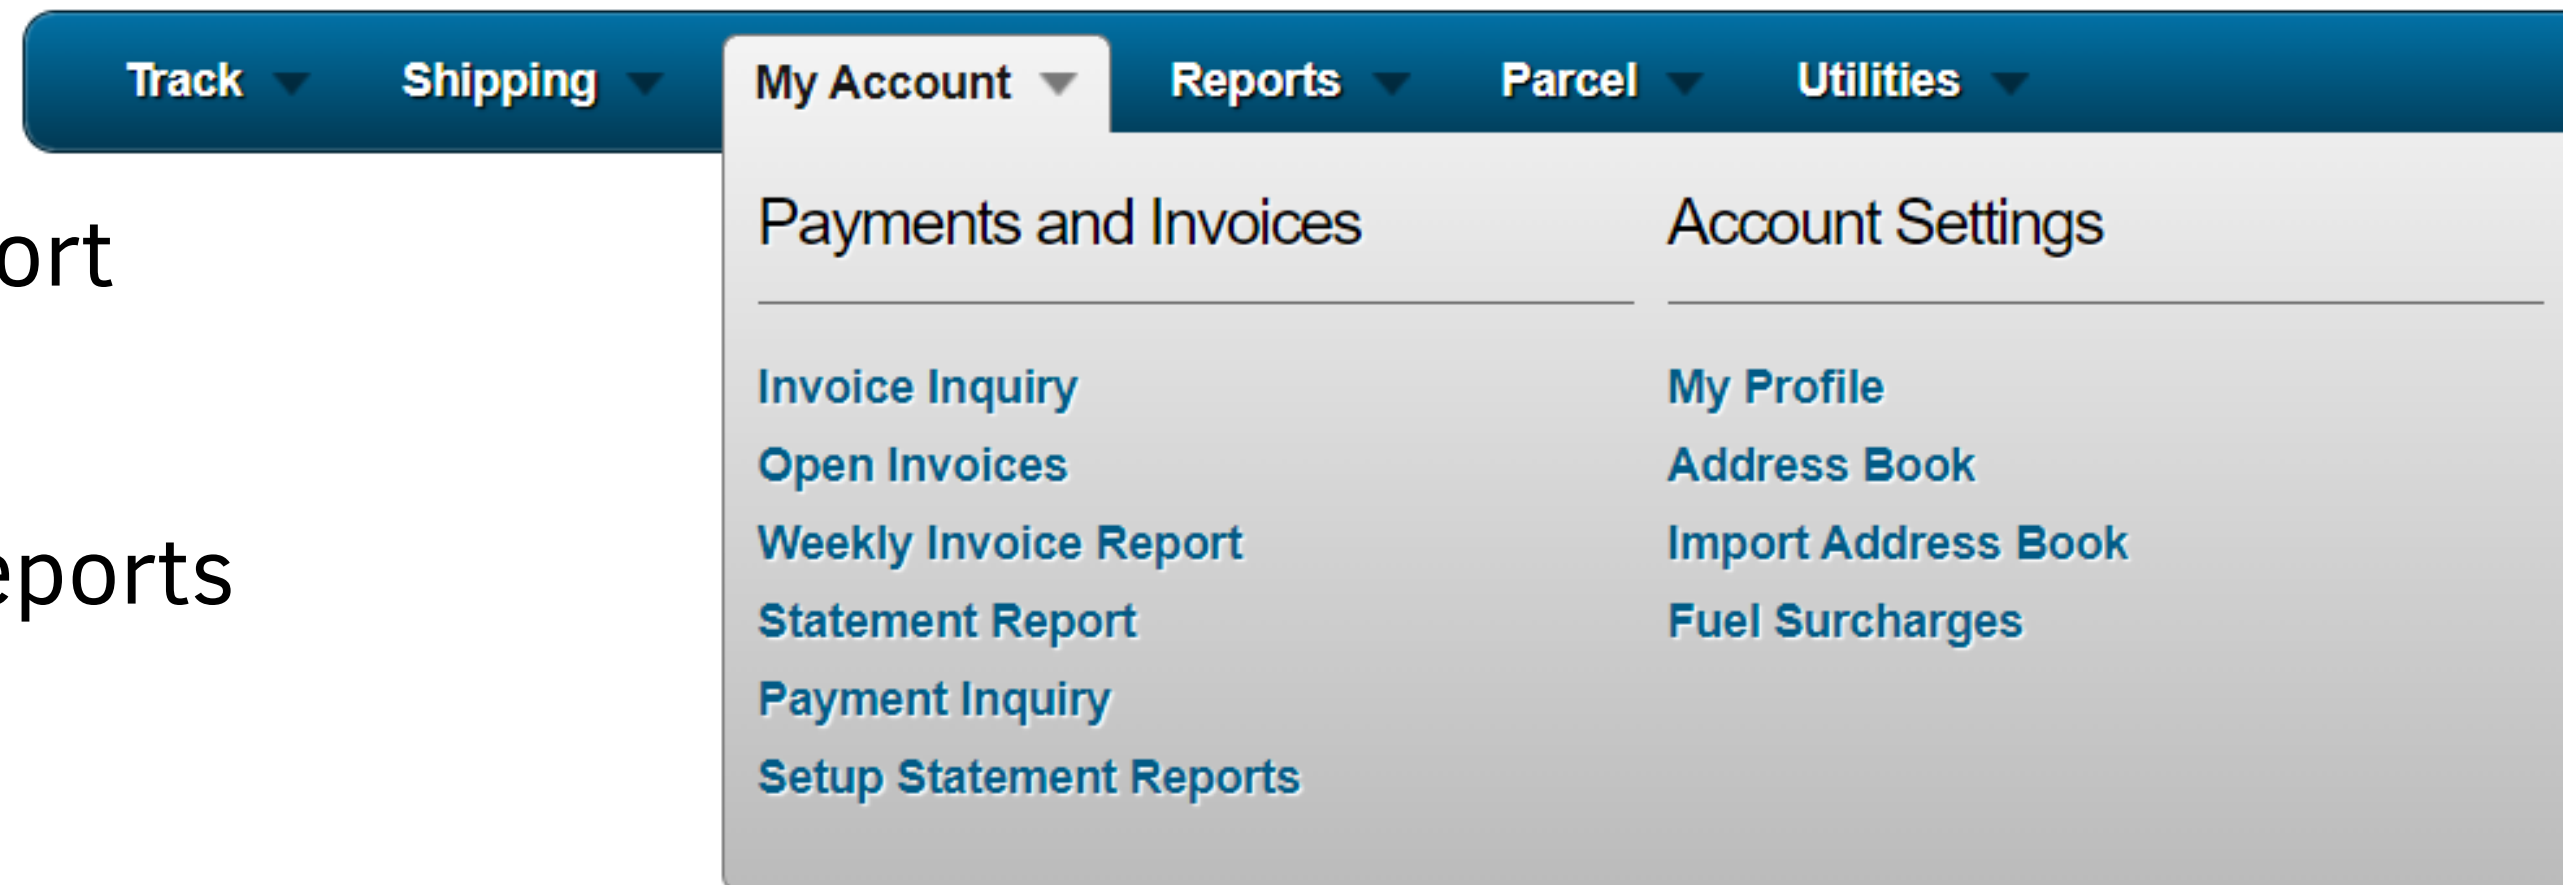 Track Shipping My Account Reports Parcel Utilities
ort
eports
Payments and Invoices
Invoice Inquiry
Open Invoices
Weekly Invoice Report
Statement Report
Payment Inquiry
Setup Statement Reports
Account Settings
My Profile
Address Book
Import Address Book
Fuel Surcharges